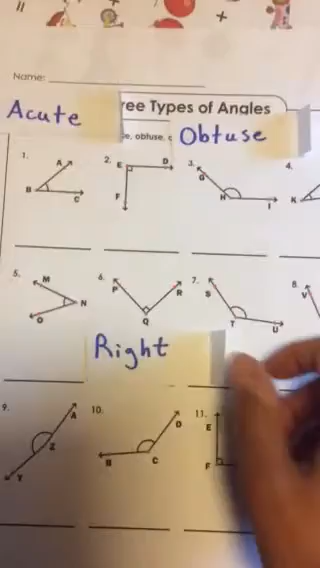 Name:
ree Types of Angles
Acute
se, obtuse, o
Obtuse
1. A B C
2. E D F
3. G H I
4. K
5. M N O
6. P Q R
7. S T U
8. V
Right
9. A Z Y
10. D C B
11. E F